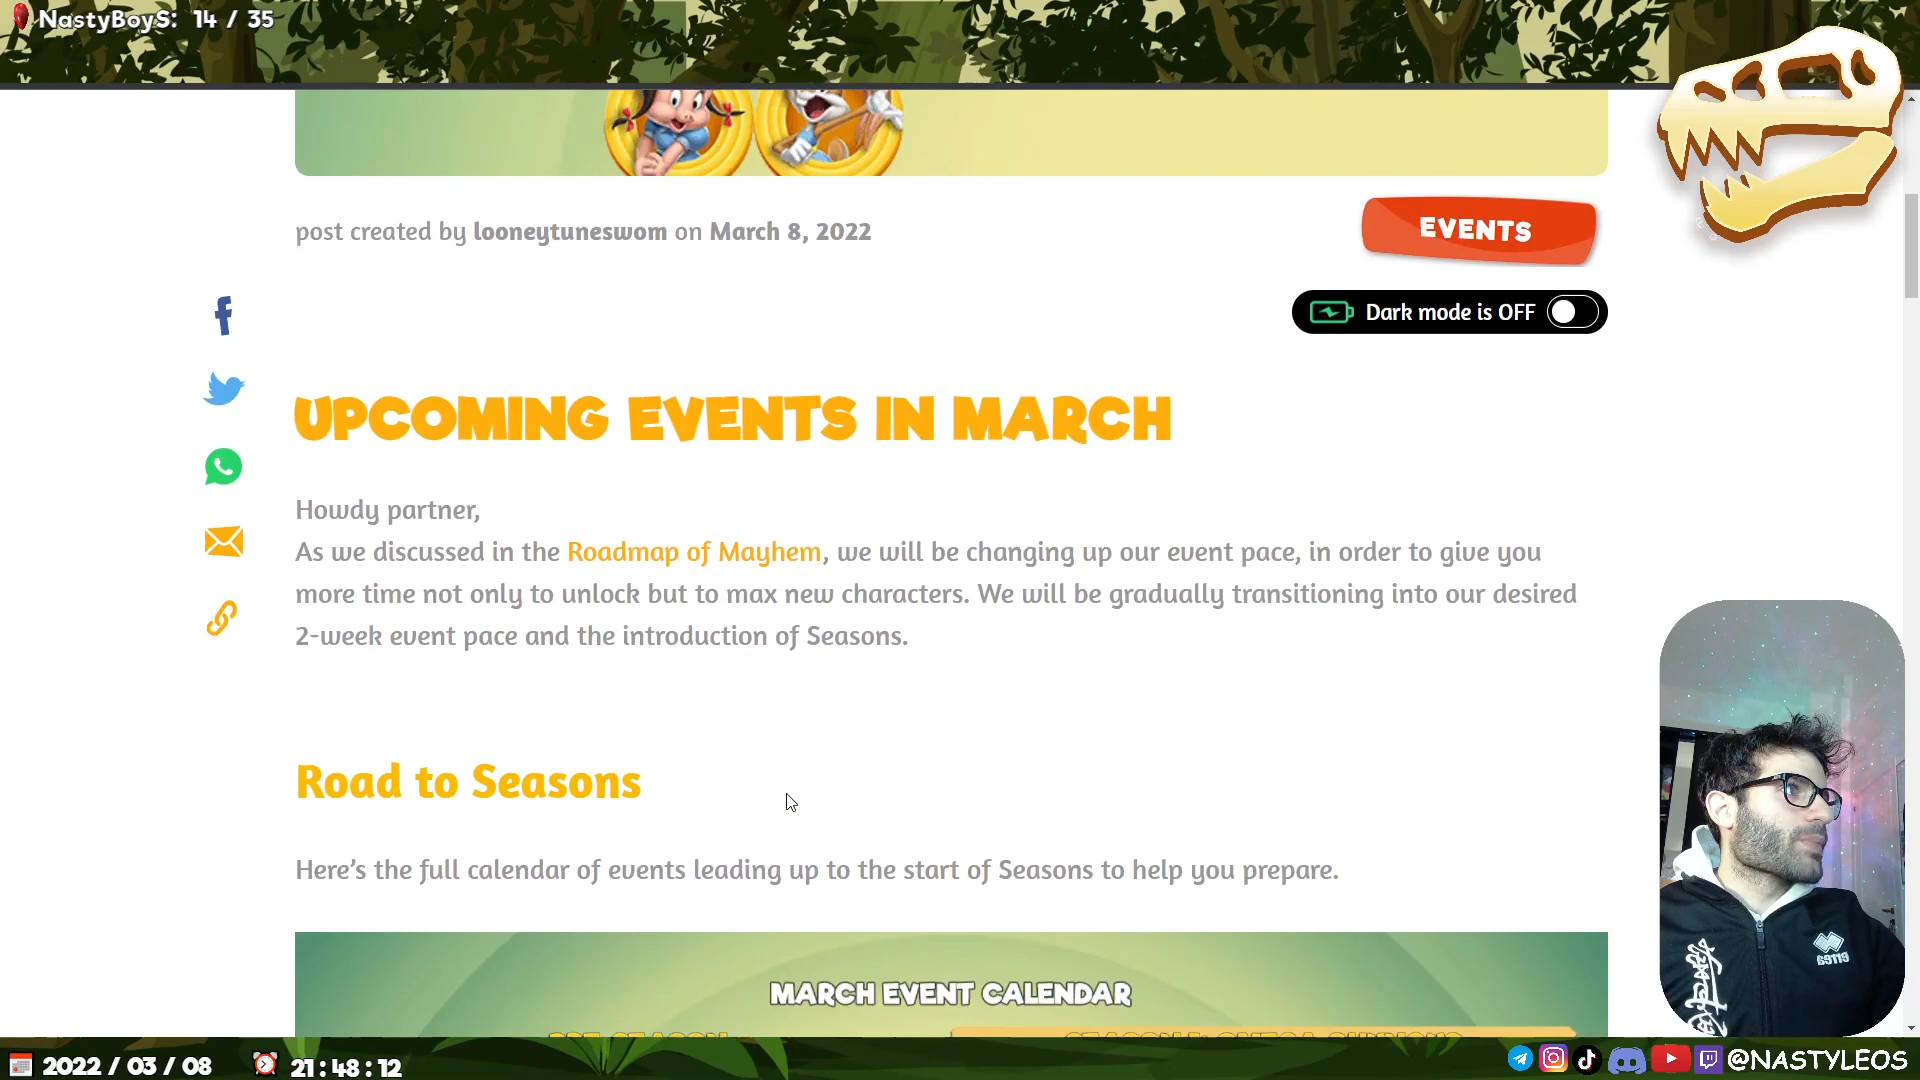 NastyBoyS: 14 / 35
post created by looneytuneswom on March 8, 2022
EVENTS
Dark mode is OFF
UPCOMING EVENTS IN MARCH
Howdy partner,
As we discussed in the Roadmap of Mayhem, we will be changing up our event pace, in order to give you
more time not only to unlock but to max new characters. We will be gradually transitioning into our desired
2-week event pace and the introduction of Seasons.
Road to Seasons
Here's the full calendar of events leading up to the start of Seasons to help you prepare.
MARCH EVENT CALENDAR
errea
2022 / 03 / 08
21:48:12
@NASTYLEOS